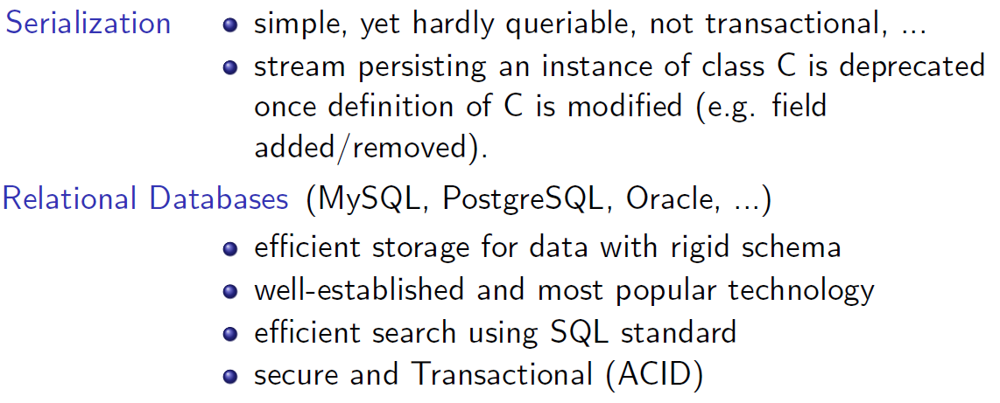 Serialization simple, yet hardly queriable, not transactional, ...
stream persisting an instance of class C is deprecated
once definition of C is modified (e.g. field
added/removed).
Relational Databases (MySQL, PostgreSQL, Oracle, ...)
efficient storage for data with rigid schema
well-established and most popular technology
efficient search using SQL standard
secure and Transactional (ACID)